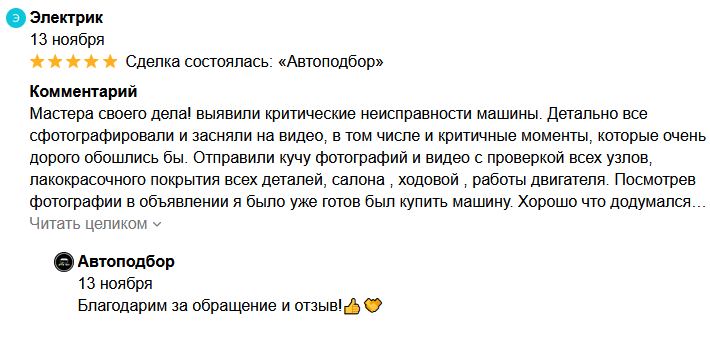 Э Электрик
13 ноября
Сделка состоялась: «Автоподбор»
Комментарий
Мастера своего дела! выявили критические неисправности машины. Детально все
сфотографировали и засняли на видео, в том числе и критичные моменты, которые очень
дорого обошлись бы. Отправили кучу фотографий и видео с проверкой всех узлов,
лакокрасочного покрытия всех деталей, салона , ходовой , работы двигателя. Посмотрев
фотографии в объявлении я было уже готов был купить машину. Хорошо что додумался...
Читать целиком
Автоподбор
13 ноября
Благодарим за обращение и отзыв!👍🤝